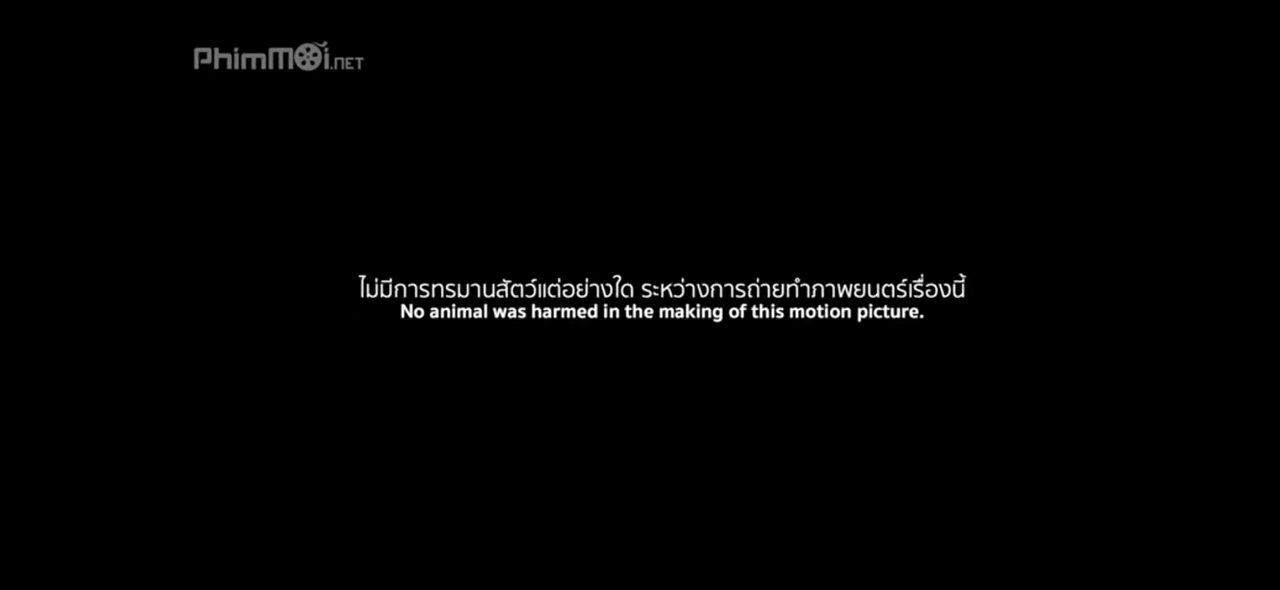 PhimMới.NET
ไม่มีการทรมานสัตว์แต่อย่างใด ระหว่างการถ่ายทำภาพยนตร์เรื่องนี้
No animal was harmed in the making of this motion picture.